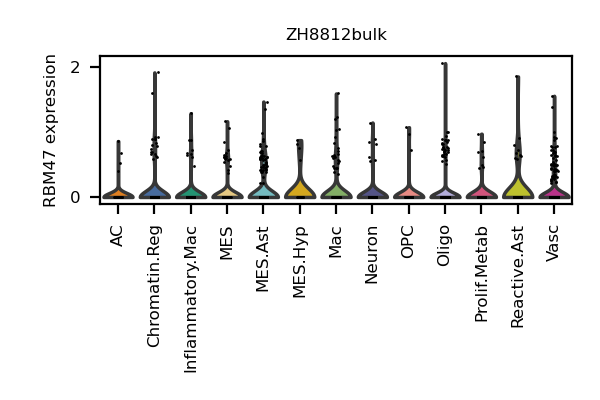 ZH8812bulk
RBM47 expression
2
0
AC
Chromatin.Reg
Inflammatory.Mac
MES
MES.Ast
MES.Hyp
Mac
Neuron
OPC
Oligo
Prolif.Metab
Reactive.Ast
Vasc